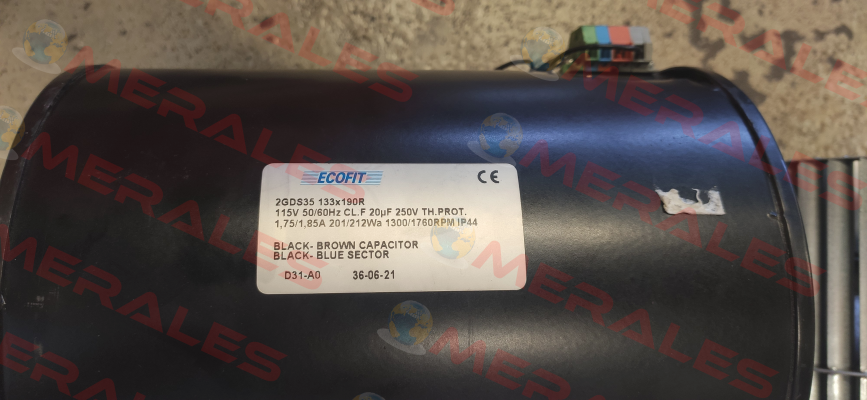 ECOFIT CE
2GDS35 133x190R
115V 50/60Hz CL.F 20µF 250V TH.PROT.
1,75/1,85A 201/212Wa 1300/1760RPM IP44
BLACK- BROWN CAPACITOR
BLACK- BLUE SECTOR
D31-A0 36-06-21
MERALES
MERALES
MERALES
MERALES
MERALES
MERALES